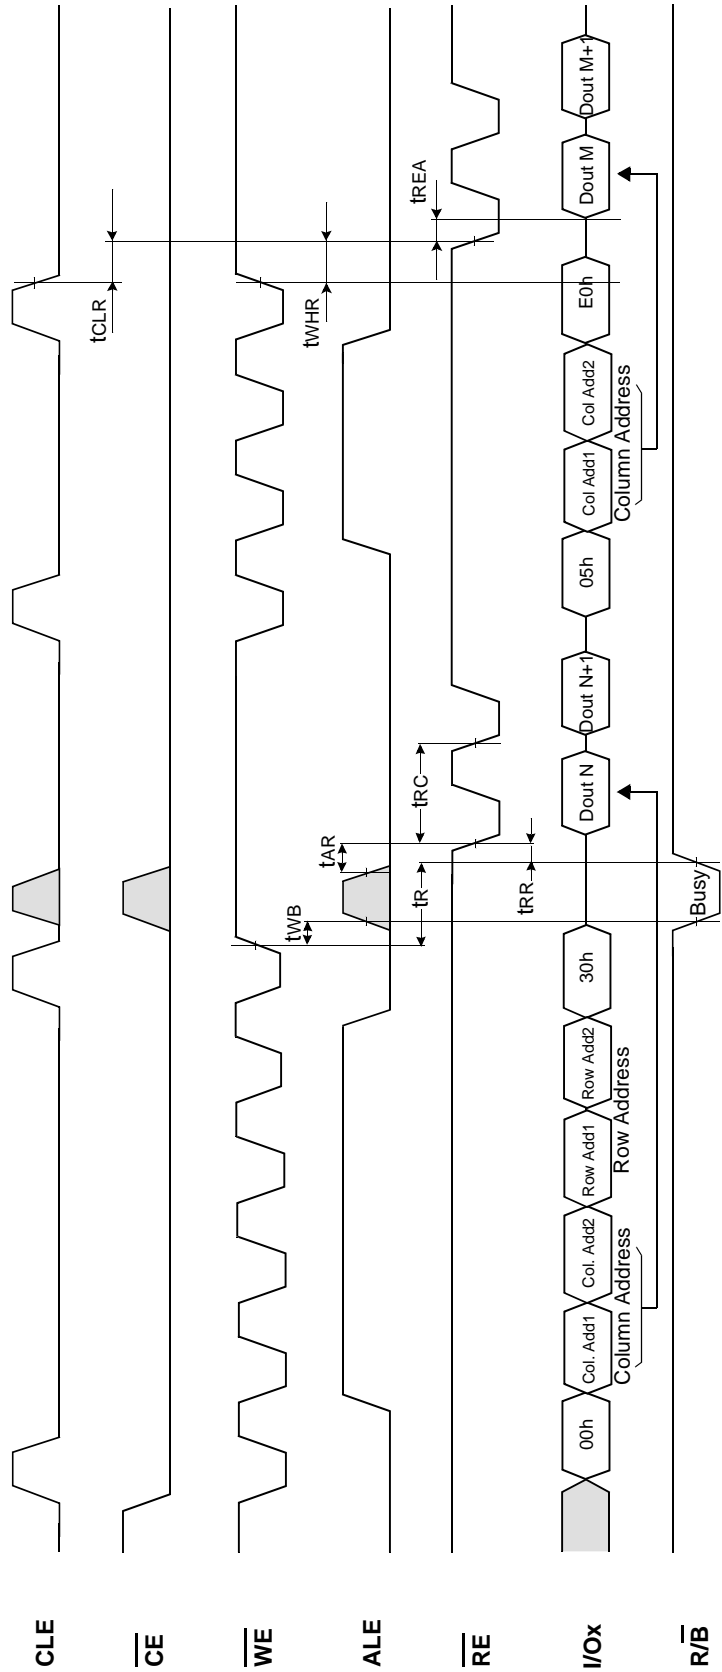 CLE
tCLR
CE
WE
tWB
tWHR
ALE
tAR
RE
tR
tRC
tRR
tREA
I/Ox
00h
Col. Add1
Col. Add2
Row Add1
Row Add2
30h
Dout N
Dout N+1
05h
Col Add1
Col Add2
E0h
Dout M
Dout M+1
Column Address
Row Address
Column Address
R/B
Busy